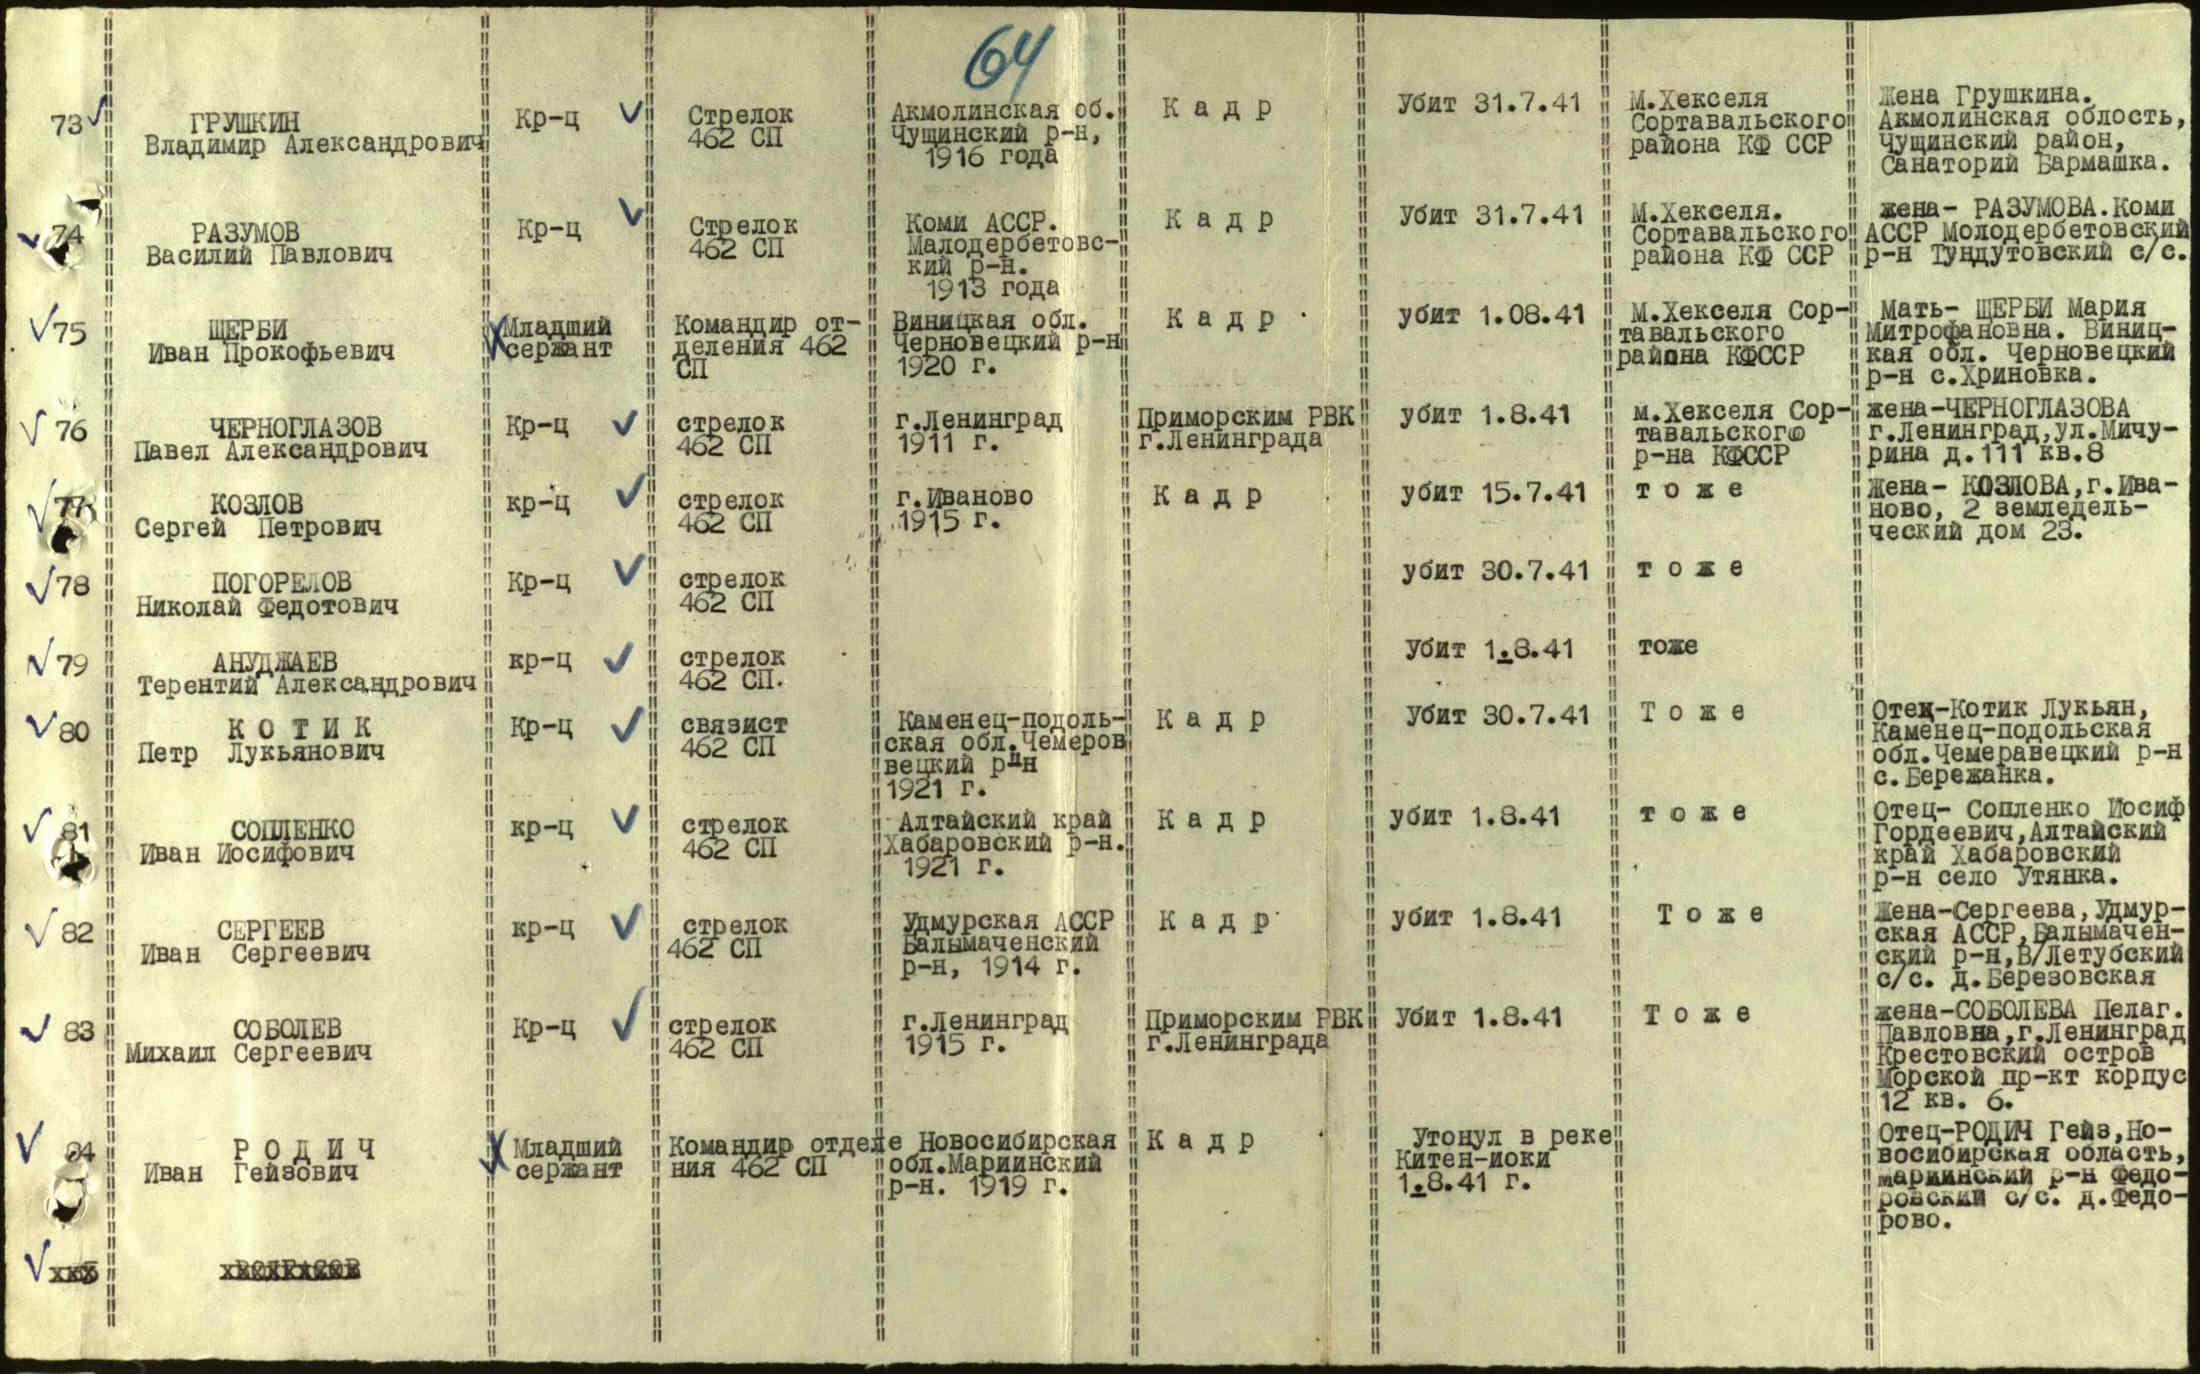 64
73 ГРУШКИН
Владимир Александрович
Кр-ц
Стрелок
462 СП
Акмолинская об.
Чущинский р-н,
1916 года
К а д р
Убит 31.7.41
М.Хекселя
Сортавальского
района КФ ССР
Жена Грушкина.
Акмолинская облость,
Чущинский район,
Санаторий Бармашка.
74 РАЗУМОВ
Василий Павлович
Кр-ц
Стрелок
462 СП
Коми АССР.
Малодербетовс-
кий р-н.
1913 года
К а д р
Убит 31.7.41
М.Хекселя.
Сортавальского
района КФ ССР
жена- РАЗУМОВА.Коми
АССР Молодербетовский
р-н Тундутовский с/с.
75 ЩЕРБИ
Иван Прокофьевич
Младший
сержант
Командир от-
деления 462
СП
Виницкая обл.
Черновецкий р-н
1920 г.
К а д р
убит 1.08.41
М.Хекселя Сор-
тавальского
района КФССР
Мать- ЩЕРБИ Мария
Митрофановна. Виниц-
кая обл. Черновецкий
р-н с.Хриновка.
76 ЧЕРНОГЛАЗОВ
Павел Александрович
Кр-ц
стрелок
462 СП
г.Ленинград
1911 г.
Приморским РВК
г.Ленинграда
убит 1.8.41
м.Хекселя Сор-
тавальского
р-на КФССР
жена-ЧЕРНОГЛАЗОВА
г.Ленинград,ул.Мичу-
рина д.111 кв.8
77 КОЗЛОВ
Сергей Петрович
кр-ц
стрелок
462 СП
г.Иваново
1915 г.
К а д р
убит 15.7.41
т о ж е
Жена- КОЗЛОВА,г.Ива-
ново, 2 земледель-
ческий дом 23.
78 ПОГОРЕЛОВ
Николай Федотович
Кр-ц
стрелок
462 СП
убит 30.7.41
т о ж е
79 АНУДЖАЕВ
Терентий Александрович
кр-ц
стрелок
462 СП.
Убит 1.8.41
тоже
80 К О Т И К
Петр Лукьянович
Кр-ц
связист
462 СП
Каменец-подоль-
ская обл.Чемеров
вецкий р-н
1921 г.
К а д р
Убит 30.7.41
Т о ж е
Отец-Котик Лукьян,
Каменец-подольская
обл.Чемеравецкий р-н
с.Бережанка.
81 СОПЛЕНКО
Иван Иосифович
кр-ц
стрелок
462 СП
Алтайский край
Хабаровский р-н.
1921 г.
К а д р
убит 1.8.41
т о ж е
Отец- Сопленко Иосиф
Гордеевич,Алтайский
край Хабаровский
р-н село Утянка.
82 СЕРГЕЕВ
Иван Сергеевич
кр-ц
стрелок
462 СП
Удмурская АССР
Балымаченский
р-н, 1914 г.
К а д р
убит 1.8.41
Т о ж е
Жена-Сергеева,Удмур-
ская АССР,Балымачен-
ский р-н,В/Летубский
с/с. д.Березовская
83 СОБОЛЕВ
Михаил Сергеевич
Кр-ц
стрелок
462 СП
г.Ленинград
1915 г.
Приморским РВК
г.Ленинграда
Убит 1.8.41
Т о ж е
жена-СОБОЛЕВА Пелаг.
Павловна,г.Ленинград
Крестовский остров
Морской пр-кт корпус
12 кв. 6.
84 Р О Д И Ч
Иван Гейзович
Младший
сержант
Командир отделе
ния 462 СП
Новосибирская
обл.Мариинский
р-н. 1919 г.
К а д р
Утонул в реке
Китен-иоки
1.8.41 г.
Отец-РОДИЧ Гейз,Но-
восибирская область,
мариинский р-н Федо-
ровский с/с. д.Федо-
рово.